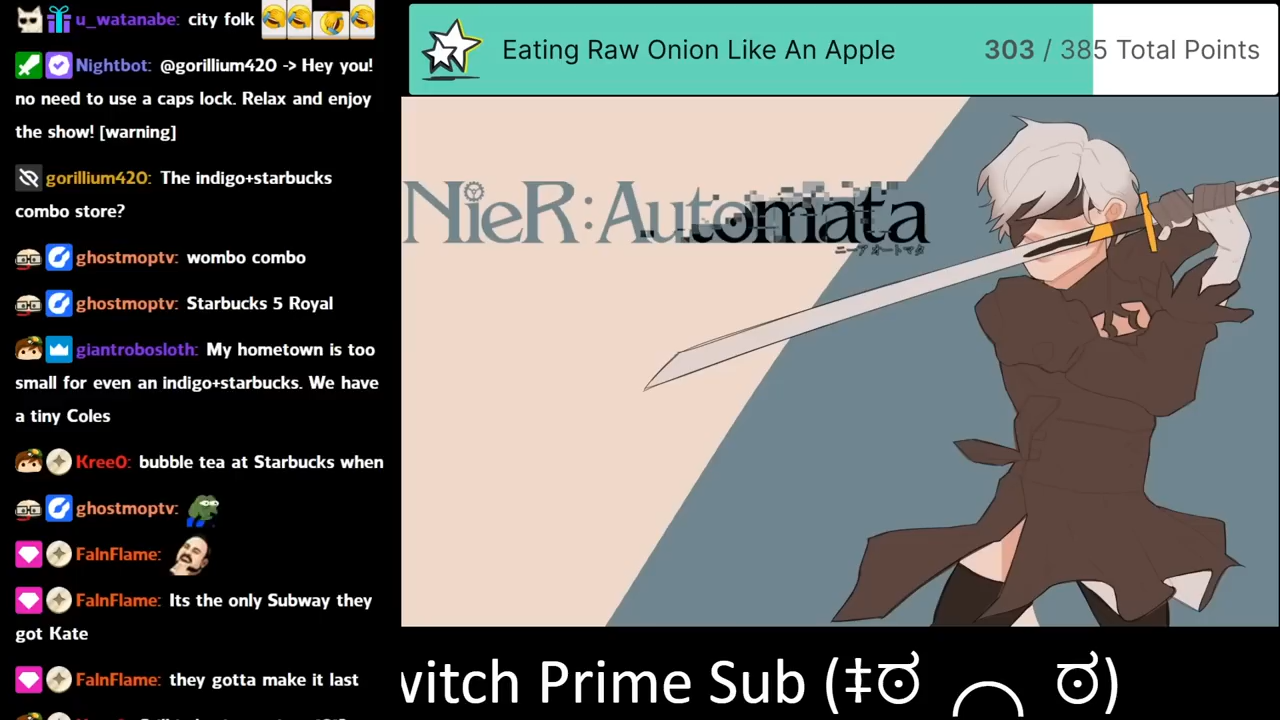 u_watanabe: city folk
Nightbot: @gorillium420 -> Hey you!
no need to use a caps lock. Relax and enjoy
the show! [warning]
gorillium420: The indigo+starbucks
combo store?
ghostmoptv: wombo combo
ghostmoptv: Starbucks 5 Royal
giantrobosloth: My hometown is too
small for even an indigo+starbucks. We have
a tiny Coles
KreeO: bubble tea at Starbucks when
ghostmoptv:
FalnFlame:
FalnFlame: Its the only Subway they
got Kate
FalnFlame: they gotta make it last
Eating Raw Onion Like An Apple
303 / 385 Total Points
NieR:Automata
ニーア オートマタ
witch Prime Sub (‡ಠ ⁔ ಠ)